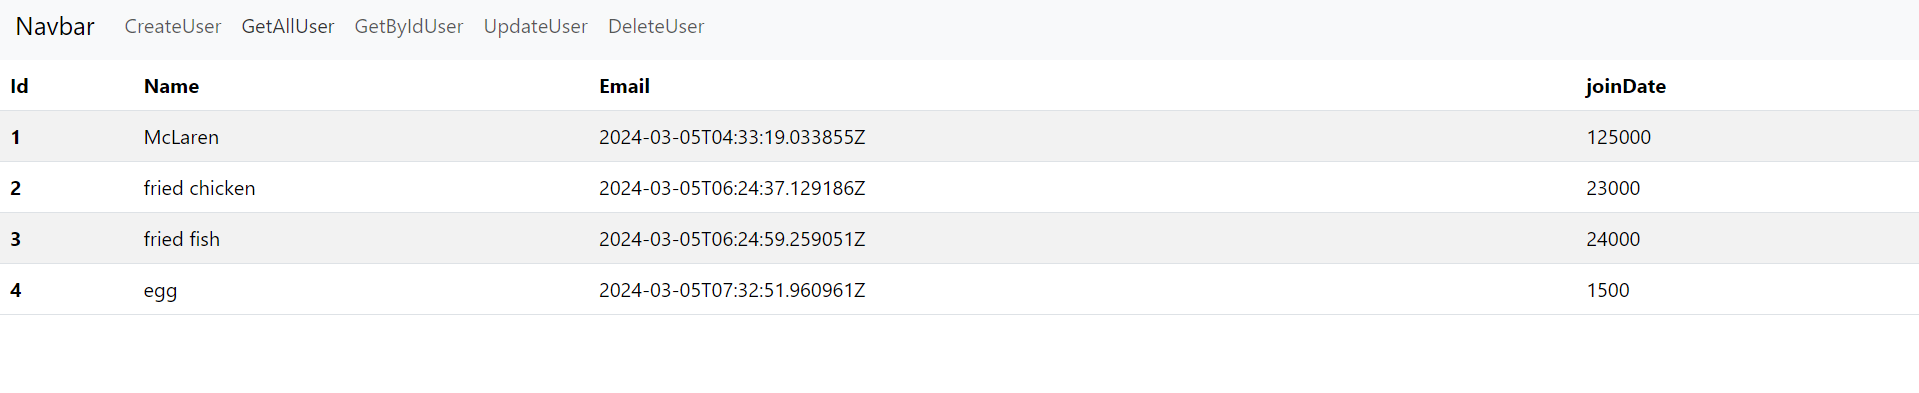 Navbar CreateUser GetAllUser GetByIdUser UpdateUser DeleteUser
Id Name Email joinDate
1 McLaren 2024-03-05T04:33:19.033855Z 125000
2 fried chicken 2024-03-05T06:24:37.129186Z 23000
3 fried fish 2024-03-05T06:24:59.259051Z 24000
4 egg 2024-03-05T07:32:51.960961Z 1500